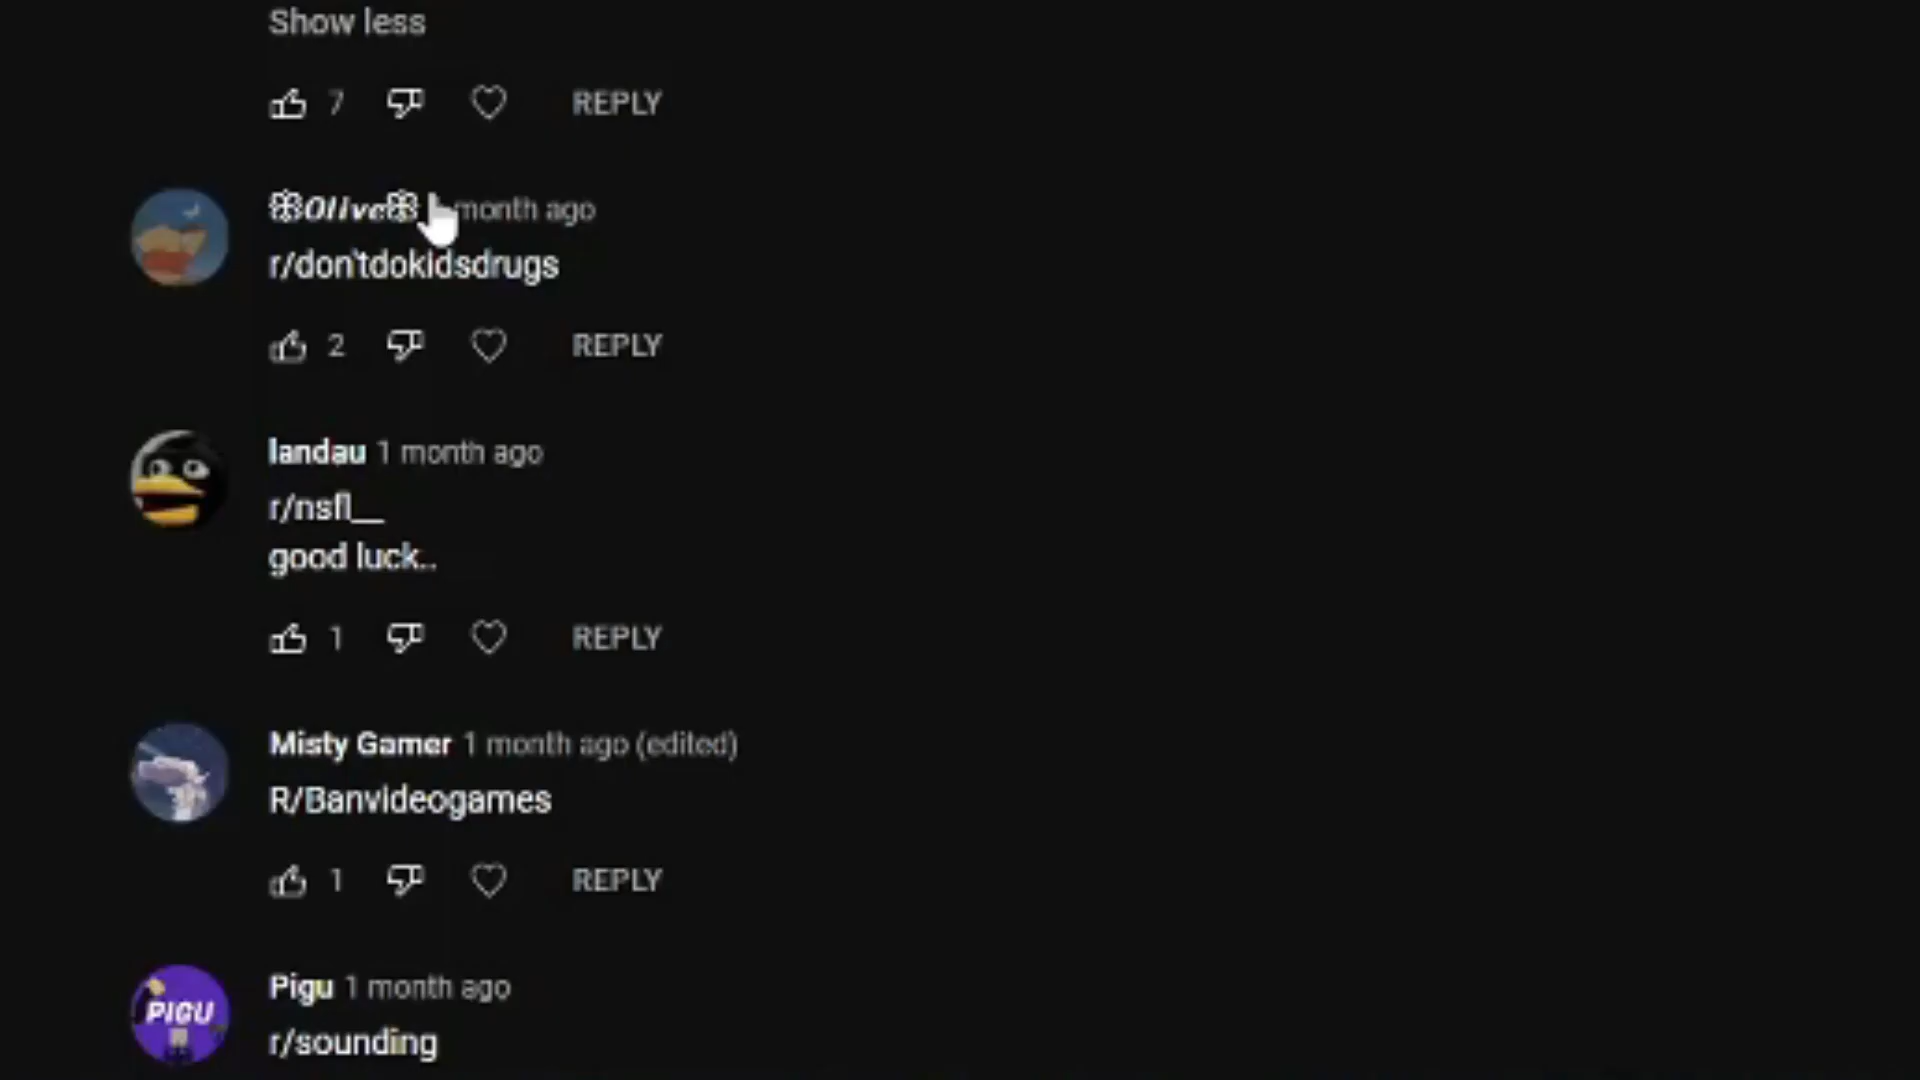 Show less
7 REPLY
ꕥOliveꕥ month ago
r/don'tdokidsdrugs
2 REPLY
landau 1 month ago
r/nsfl__
good luck..
1 REPLY
Misty Gamer 1 month ago (edited)
R/Banvideogames
1 REPLY
Pigu 1 month ago
PIGU
r/sounding